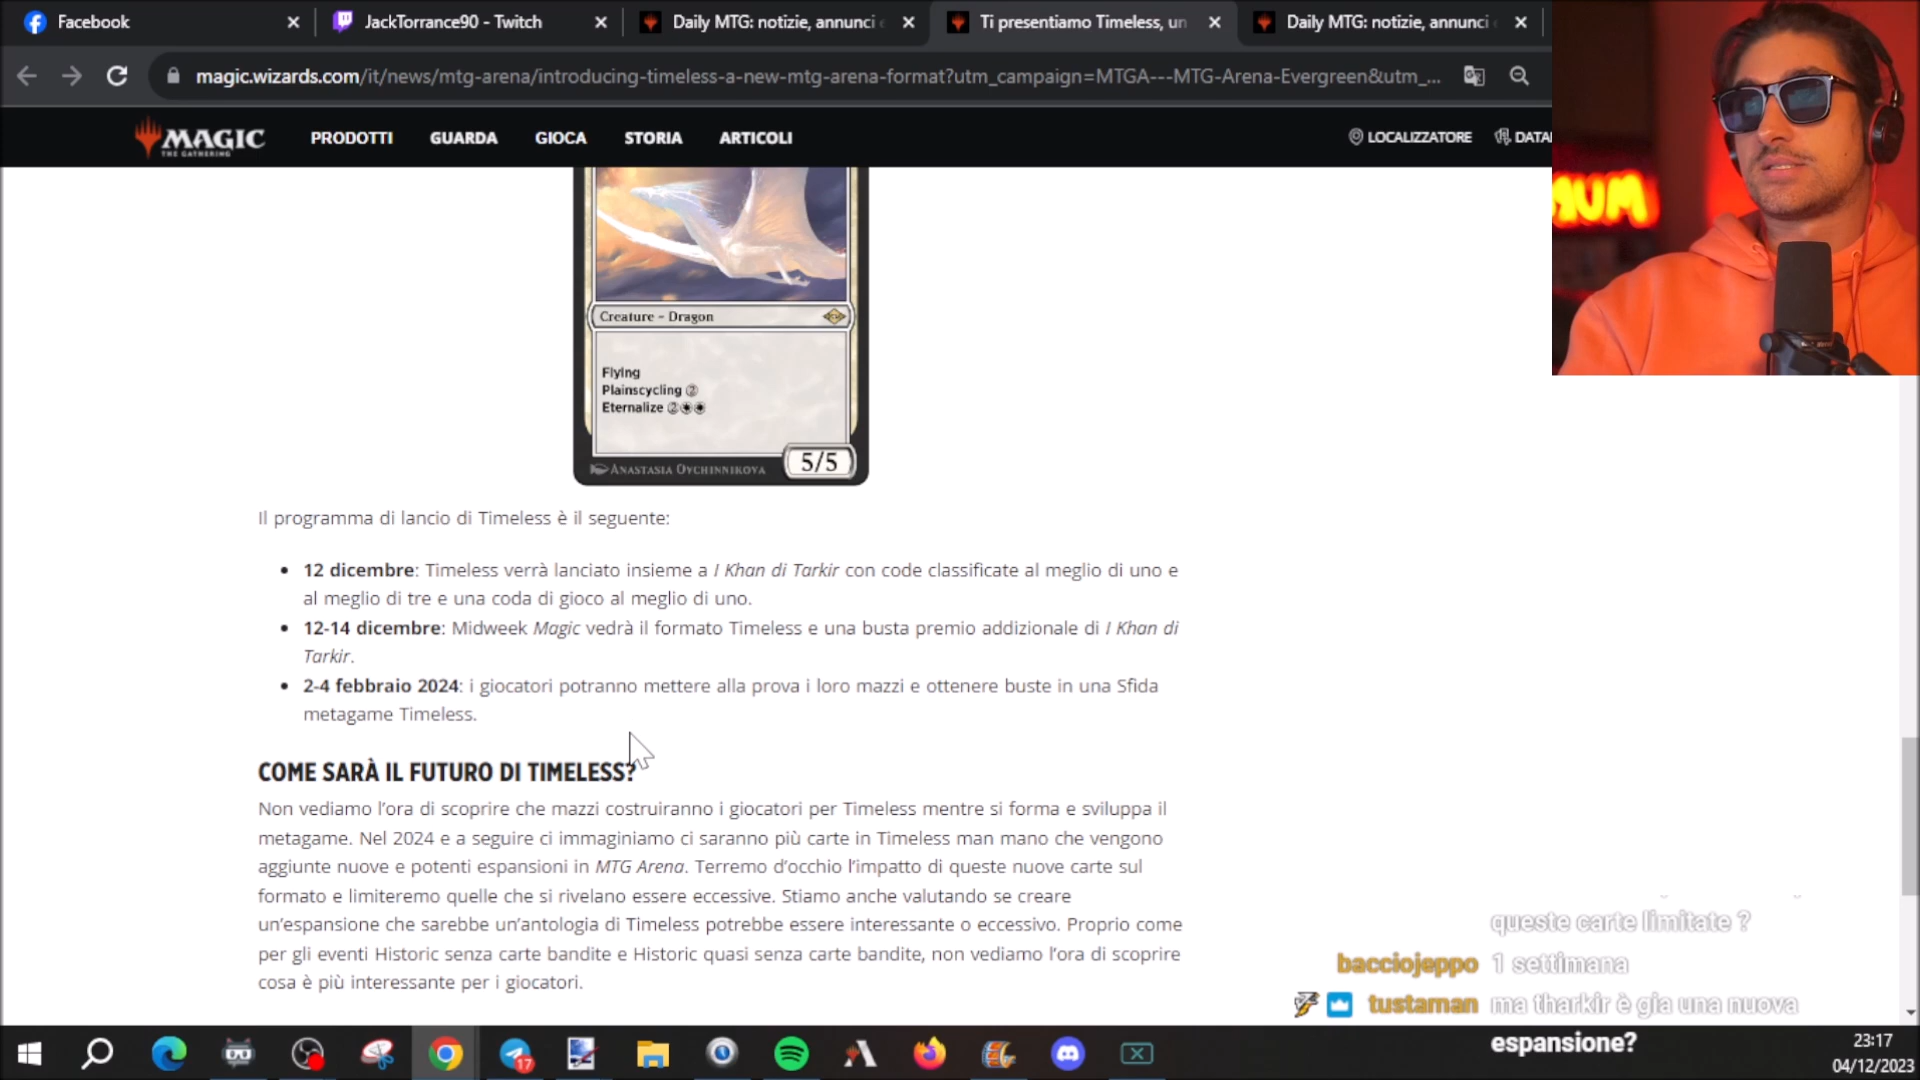 Facebook
JackTorrance90 - Twitch
Daily MTG: notizie, annunci
Ti presentiamo Timeless, un
Daily MTG: notizie, annunci
magic.wizards.com/it/news/mtg-arena/introducing-timeless-a-new-mtg-arena-format?utm_campaign=MTGA---MTG-Arena-Evergreen&utm_...
MAGIC
THE GATHERING
PRODOTTI
GUARDA
GIOCA
STORIA
ARTICOLI
LOCALIZZATORE
DATA
MUR
Creature – Dragon
Flying
Plainscycling 2
Eternalize 2
ANASTASIA OVCHINNIKOVA
5/5
Il programma di lancio di Timeless è il seguente:
• 12 dicembre: Timeless verrà lanciato insieme a I Khan di Tarkir con code classificate al meglio di uno e
al meglio di tre e una coda di gioco al meglio di uno.
• 12-14 dicembre: Midweek Magic vedrà il formato Timeless e una busta premio addizionale di I Khan di
Tarkir.
• 2-4 febbraio 2024: i giocatori potranno mettere alla prova i loro mazzi e ottenere buste in una Sfida
metagame Timeless.
COME SARÀ IL FUTURO DI TIMELESS?
Non vediamo l'ora di scoprire che mazzi costruiranno i giocatori per Timeless mentre si forma e sviluppa il
metagame. Nel 2024 e a seguire ci immaginiamo ci saranno più carte in Timeless man mano che vengono
aggiunte nuove e potenti espansioni in MTG Arena. Terremo d'occhio l'impatto di queste nuove carte sul
formato e limiteremo quelle che si rivelano essere eccessive. Stiamo anche valutando se creare
un'espansione che sarebbe un'antologia di Timeless potrebbe essere interessante o eccessivo. Proprio come
per gli eventi Historic senza carte bandite e Historic quasi senza carte bandite, non vediamo l'ora di scoprire
cosa è più interessante per i giocatori.
queste carte limitate ?
bacciojeppo 1 settimana
tustaman ma tharkir è gia una nuova
espansione?
17
23:17
04/12/2023